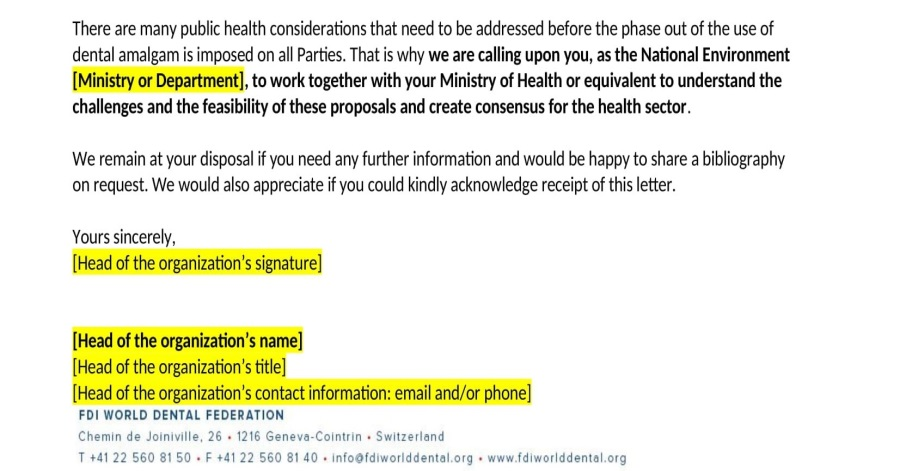 There are many public health considerations that need to be addressed before the phase out of the use of
dental amalgam is imposed on all Parties. That is why we are calling upon you, as the National Environment
[Ministry or Department], to work together with your Ministry of Health or equivalent to understand the
challenges and the feasibility of these proposals and create consensus for the health sector.
We remain at your disposal if you need any further information and would be happy to share a bibliography
on request. We would also appreciate if you could kindly acknowledge receipt of this letter.
Yours sincerely,
[Head of the organization's signature]
[Head of the organization's name]
[Head of the organization's title]
[Head of the organization's contact information: email and/or phone]
FDI WORLD DENTAL FEDERATION
Chemin de Joiniville, 26 • 1216 Geneva-Cointrin • Switzerland
T +41 22 560 81 50 • F +41 22 560 81 40 • info@fdiworlddental.org • www.fdiworlddental.org